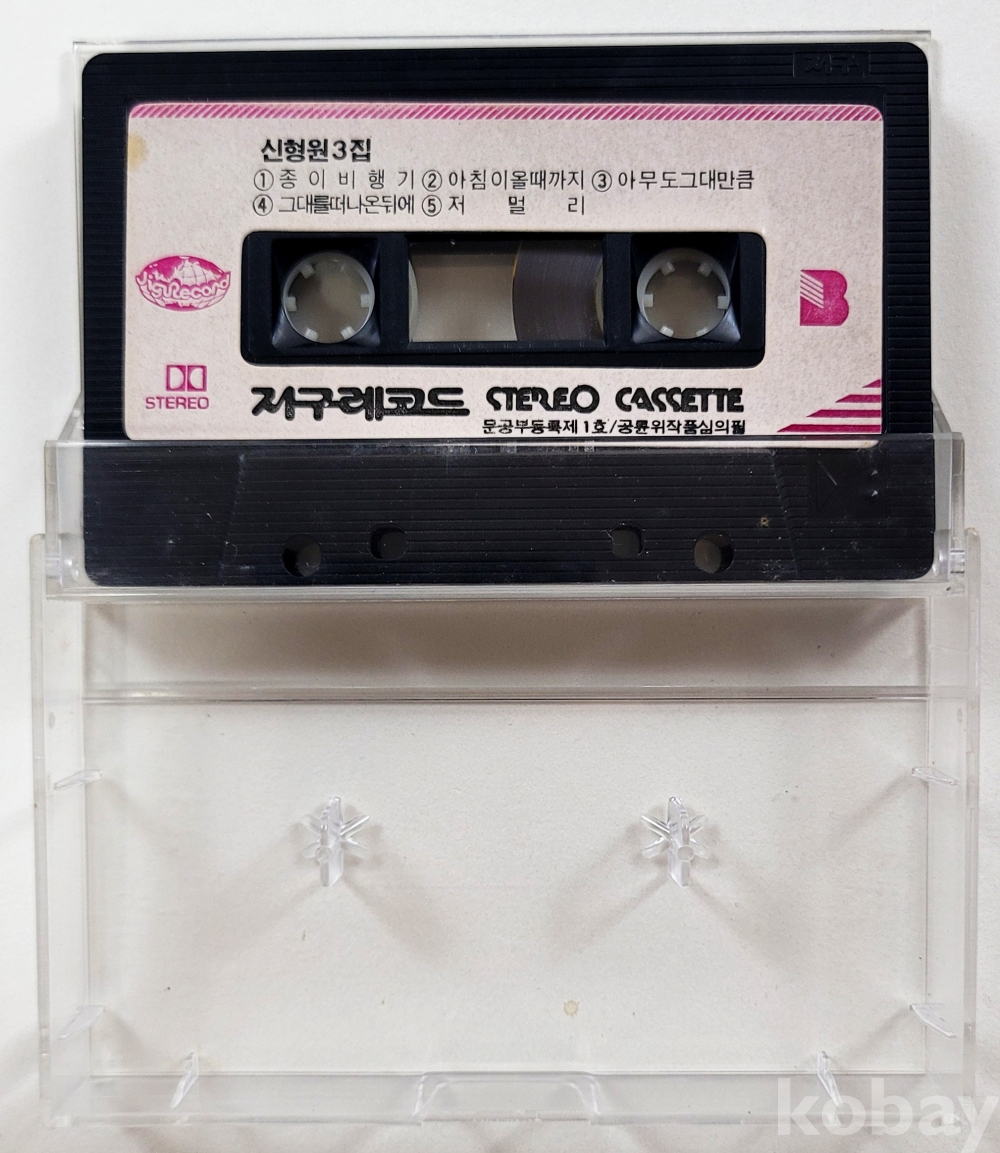 지구
신형원 3집
① 종이비행기 ② 아침이올때까지 ③ 아무도그대만큼
④ 그대를떠나온뒤에 ⑤ 저 멀리
JiguRecord
B
STEREO
지구레코드 STEREO CASSETTE
문공부등록제1호/공륜위작품심의필
kobay